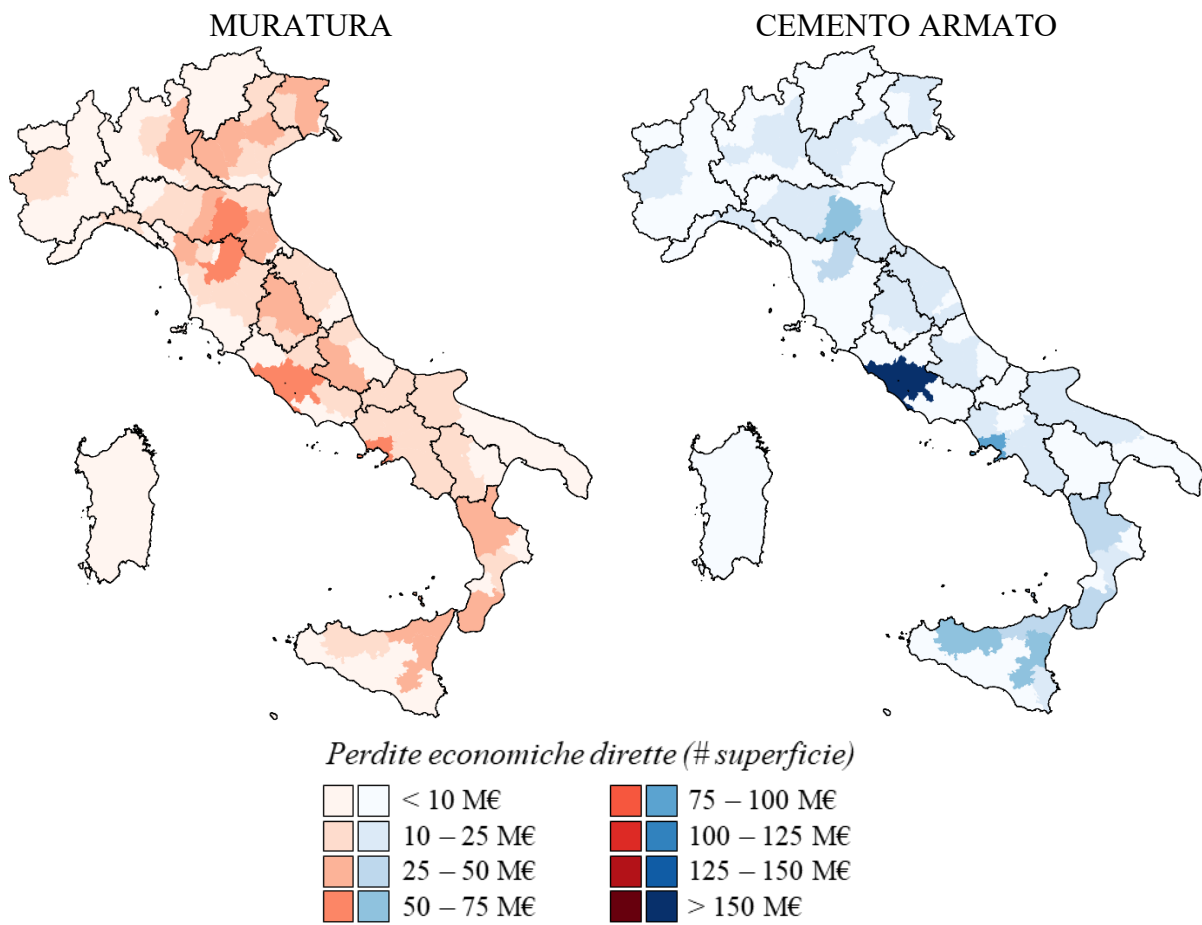 MURATURA
CEMENTO ARMATO
Perdite economiche dirette (# superficie)
< 10 M€
10 – 25 M€
25 – 50 M€
50 – 75 M€
75 – 100 M€
100 – 125 M€
125 – 150 M€
> 150 M€